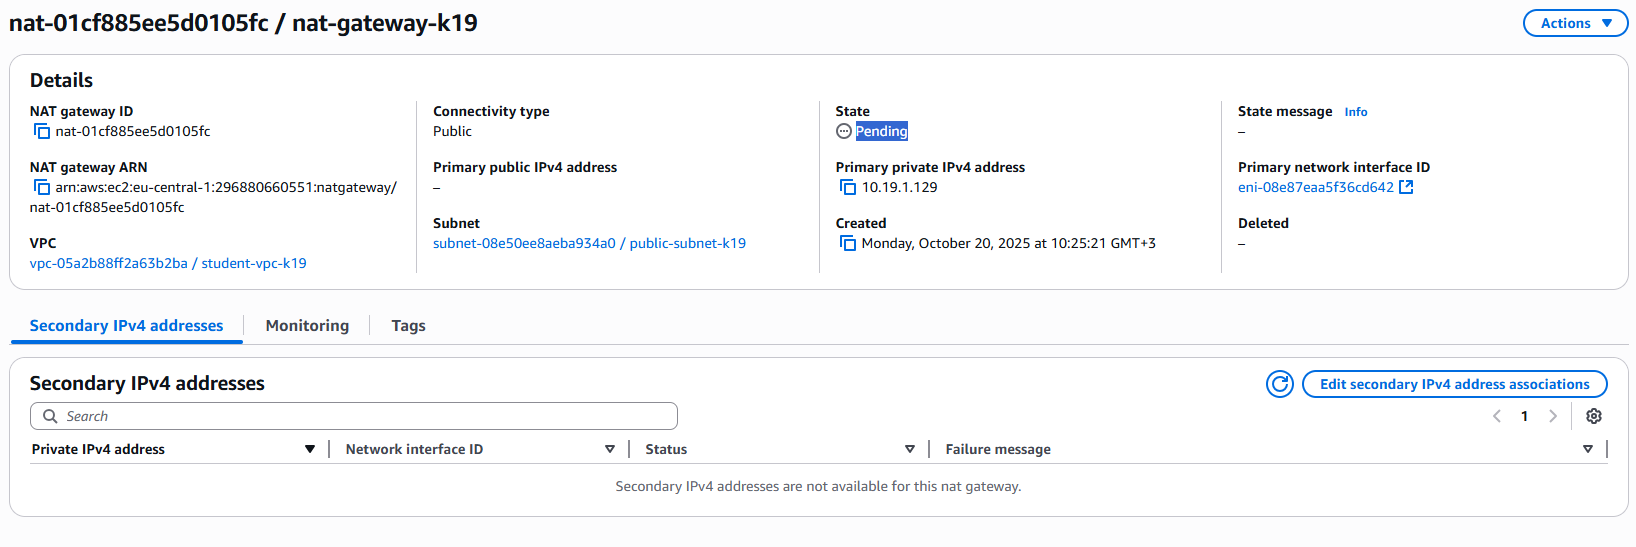 nat-01cf885ee5d0105fc / nat-gateway-k19
Actions
Details
NAT gateway ID
nat-01cf885ee5d0105fc
Connectivity type
Public
State
Pending
State message Info
–
NAT gateway ARN
arn:aws:ec2:eu-central-1:296880660551:natgateway/
nat-01cf885ee5d0105fc
Primary public IPv4 address
–
Primary private IPv4 address
10.19.1.129
Primary network interface ID
eni-08e87eaa5f36cd642
VPC
vpc-05a2b88ff2a63b2ba / student-vpc-k19
Subnet
subnet-08e50ee8aeba934a0 / public-subnet-k19
Created
Monday, October 20, 2025 at 10:25:21 GMT+3
Deleted
–
Secondary IPv4 addresses Monitoring Tags
Secondary IPv4 addresses
Edit secondary IPv4 address associations
Search
1
Private IPv4 address Network interface ID Status Failure message
Secondary IPv4 addresses are not available for this nat gateway.